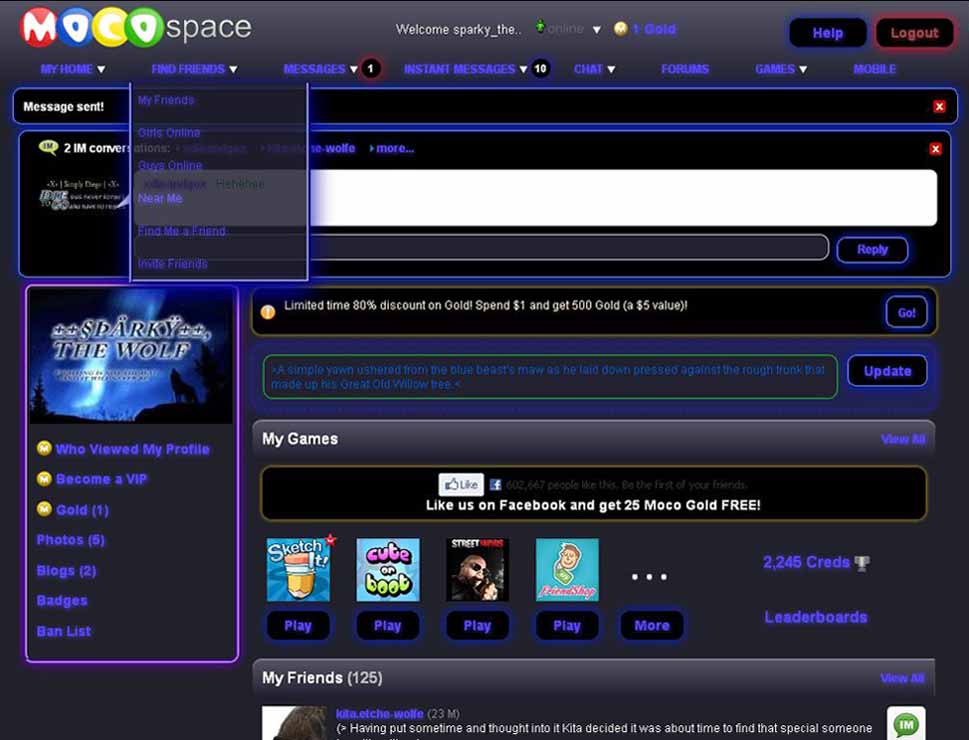 MOCO space
Welcome sparky_the.. online 1 Gold
Help
Logout
MY HOME FIND FRIENDS MESSAGES 1 INSTANT MESSAGES 10 CHAT FORUMS GAMES MOBILE
Message sent!
My Friends
Girls Online
Guys Online
Near Me
Find Me a Friend
Invite Friends
IM 2 IM conversations: more...
Hehehee
-X- | Simply Diego | -X-
Reply
Limited time 80% discount on Gold! Spend $1 and get 500 Gold (a $5 value)!
Go!
++ŞÞÄRKŸ++,
THE WOLF
>A simple yawn ushered from the blue beast's maw as he laid down pressed against the rough trunk that
made up his Great Old Willow tree.<
Update
Who Viewed My Profile
Become a VIP
Gold (1)
Photos (5)
Blogs (2)
Badges
Ban List
My Games
View All
Like 602,667 people like this. Be the first of your friends.
Like us on Facebook and get 25 Moco Gold FREE!
Sketch It!
cute or boot
STREET WARS
FriendShop
...
Play
Play
Play
Play
More
2,245 Creds
Leaderboards
My Friends (125)
View All
kita.etche-wolfe (23 M)
(> Having put sometime and thought into it Kita decided it was about time to find that special someone
IM